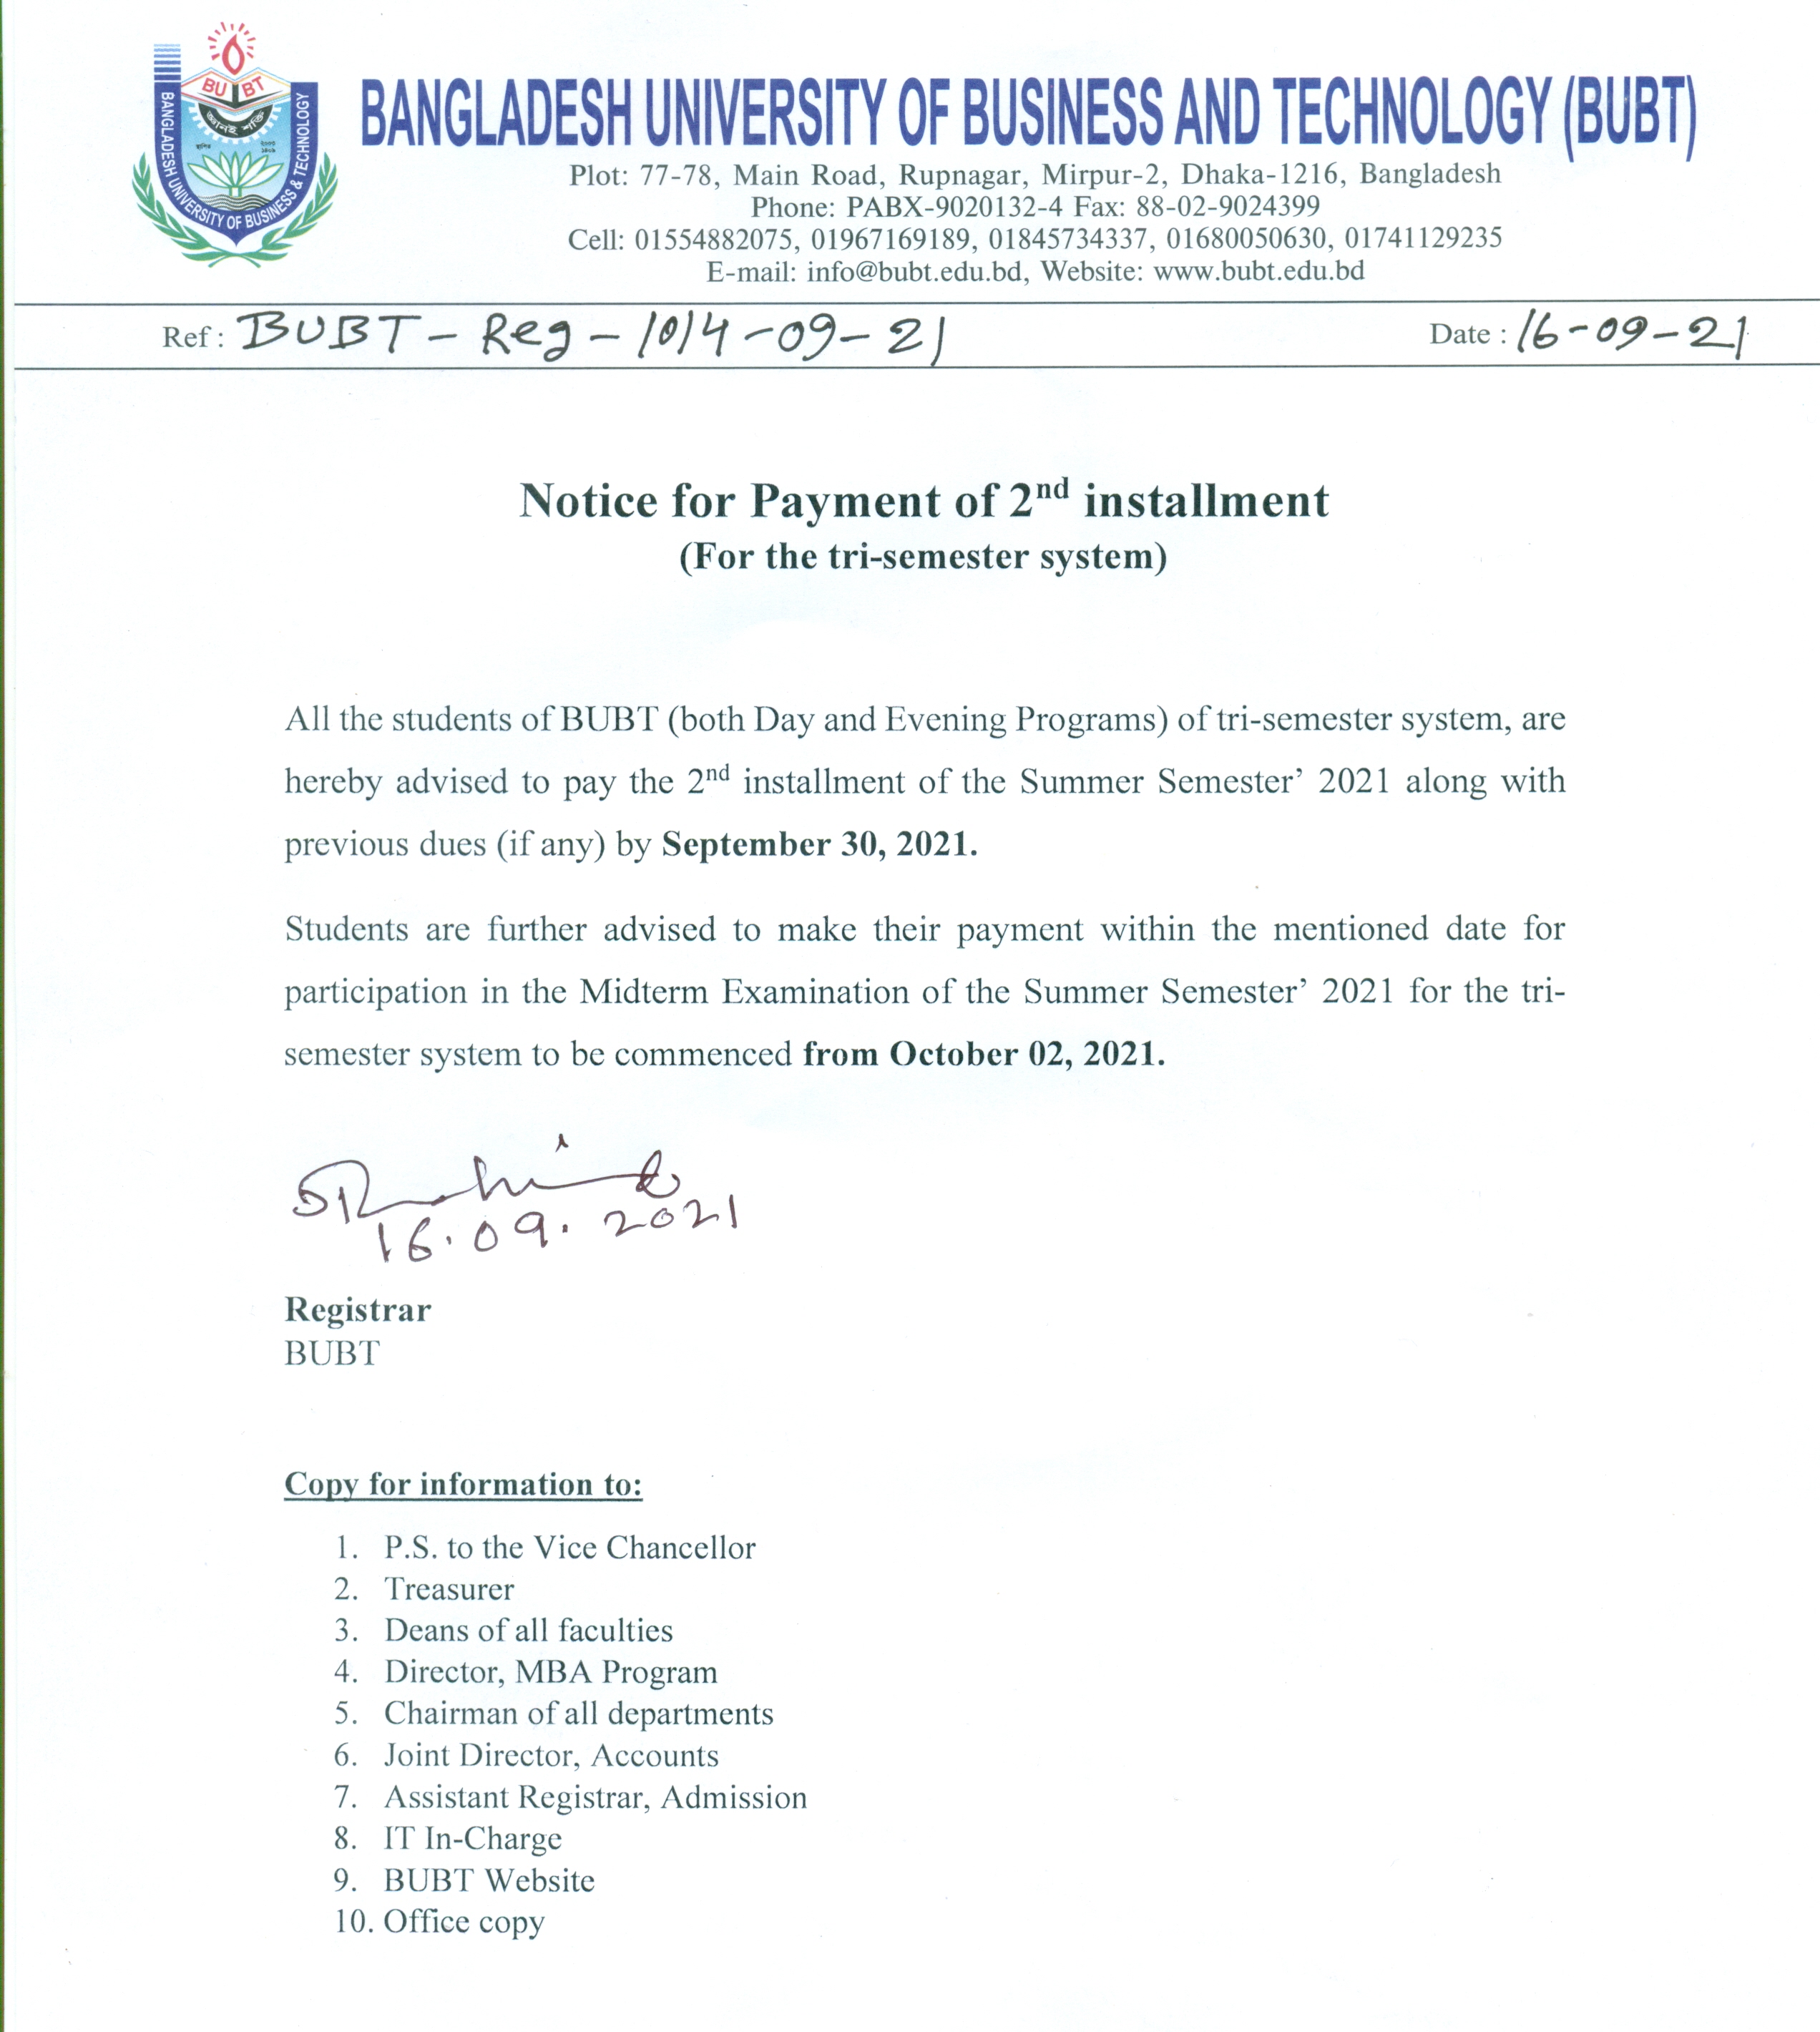 BU BT
জ্ঞানই শক্তি
BANGLADESH UNIVERSITY OF BUSINESS & TECHNOLOGY
BANGLADESH UNIVERSITY OF BUSINESS AND TECHNOLOGY (BUBT)
Plot: 77-78, Main Road, Rupnagar, Mirpur-2, Dhaka-1216, Bangladesh
Phone: PABX-9020132-4 Fax: 88-02-9024399
Cell: 01554882075, 01967169189, 01845734337, 01680050630, 01741129235
E-mail: info@bubt.edu.bd, Website: www.bubt.edu.bd
Ref : BUBT - Reg - 1014 - 09 - 21 Date : 16-09-21
Notice for Payment of 2nd installment
(For the tri-semester system)
All the students of BUBT (both Day and Evening Programs) of tri-semester system, are
hereby advised to pay the 2nd installment of the Summer Semester’ 2021 along with
previous dues (if any) by September 30, 2021.
Students are further advised to make their payment within the mentioned date for
participation in the Midterm Examination of the Summer Semester’ 2021 for the tri-
semester system to be commenced from October 02, 2021.
16.09.2021
Registrar
BUBT
Copy for information to:
1. P.S. to the Vice Chancellor
2. Treasurer
3. Deans of all faculties
4. Director, MBA Program
5. Chairman of all departments
6. Joint Director, Accounts
7. Assistant Registrar, Admission
8. IT In-Charge
9. BUBT Website
10. Office copy